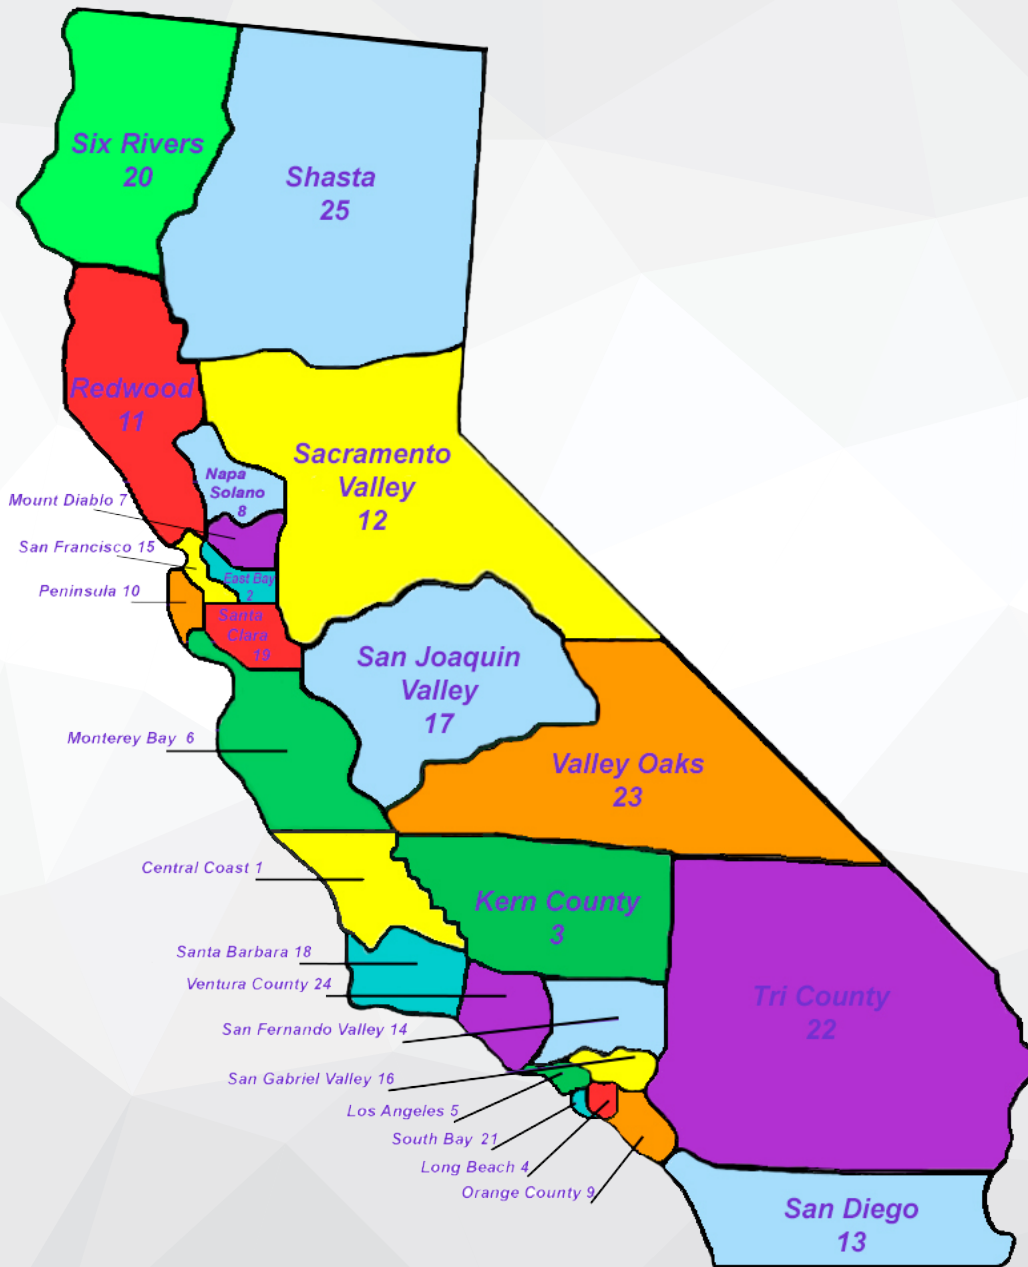 Six Rivers
20
Shasta
25
Redwood
11
Sacramento
Valley
12
Napa
Solano
8
Mount Diablo 7
San Francisco 15
East Bay
2
Peninsula 10
Santa
Clara
19
San Joaquin
Valley
17
Monterey Bay 6
Valley Oaks
23
Central Coast 1
Kern County
3
Santa Barbara 18
Ventura County 24
Tri County
22
San Fernando Valley 14
San Gabriel Valley 16
Los Angeles 5
South Bay 21
Long Beach 4
Orange County 9
San Diego
13